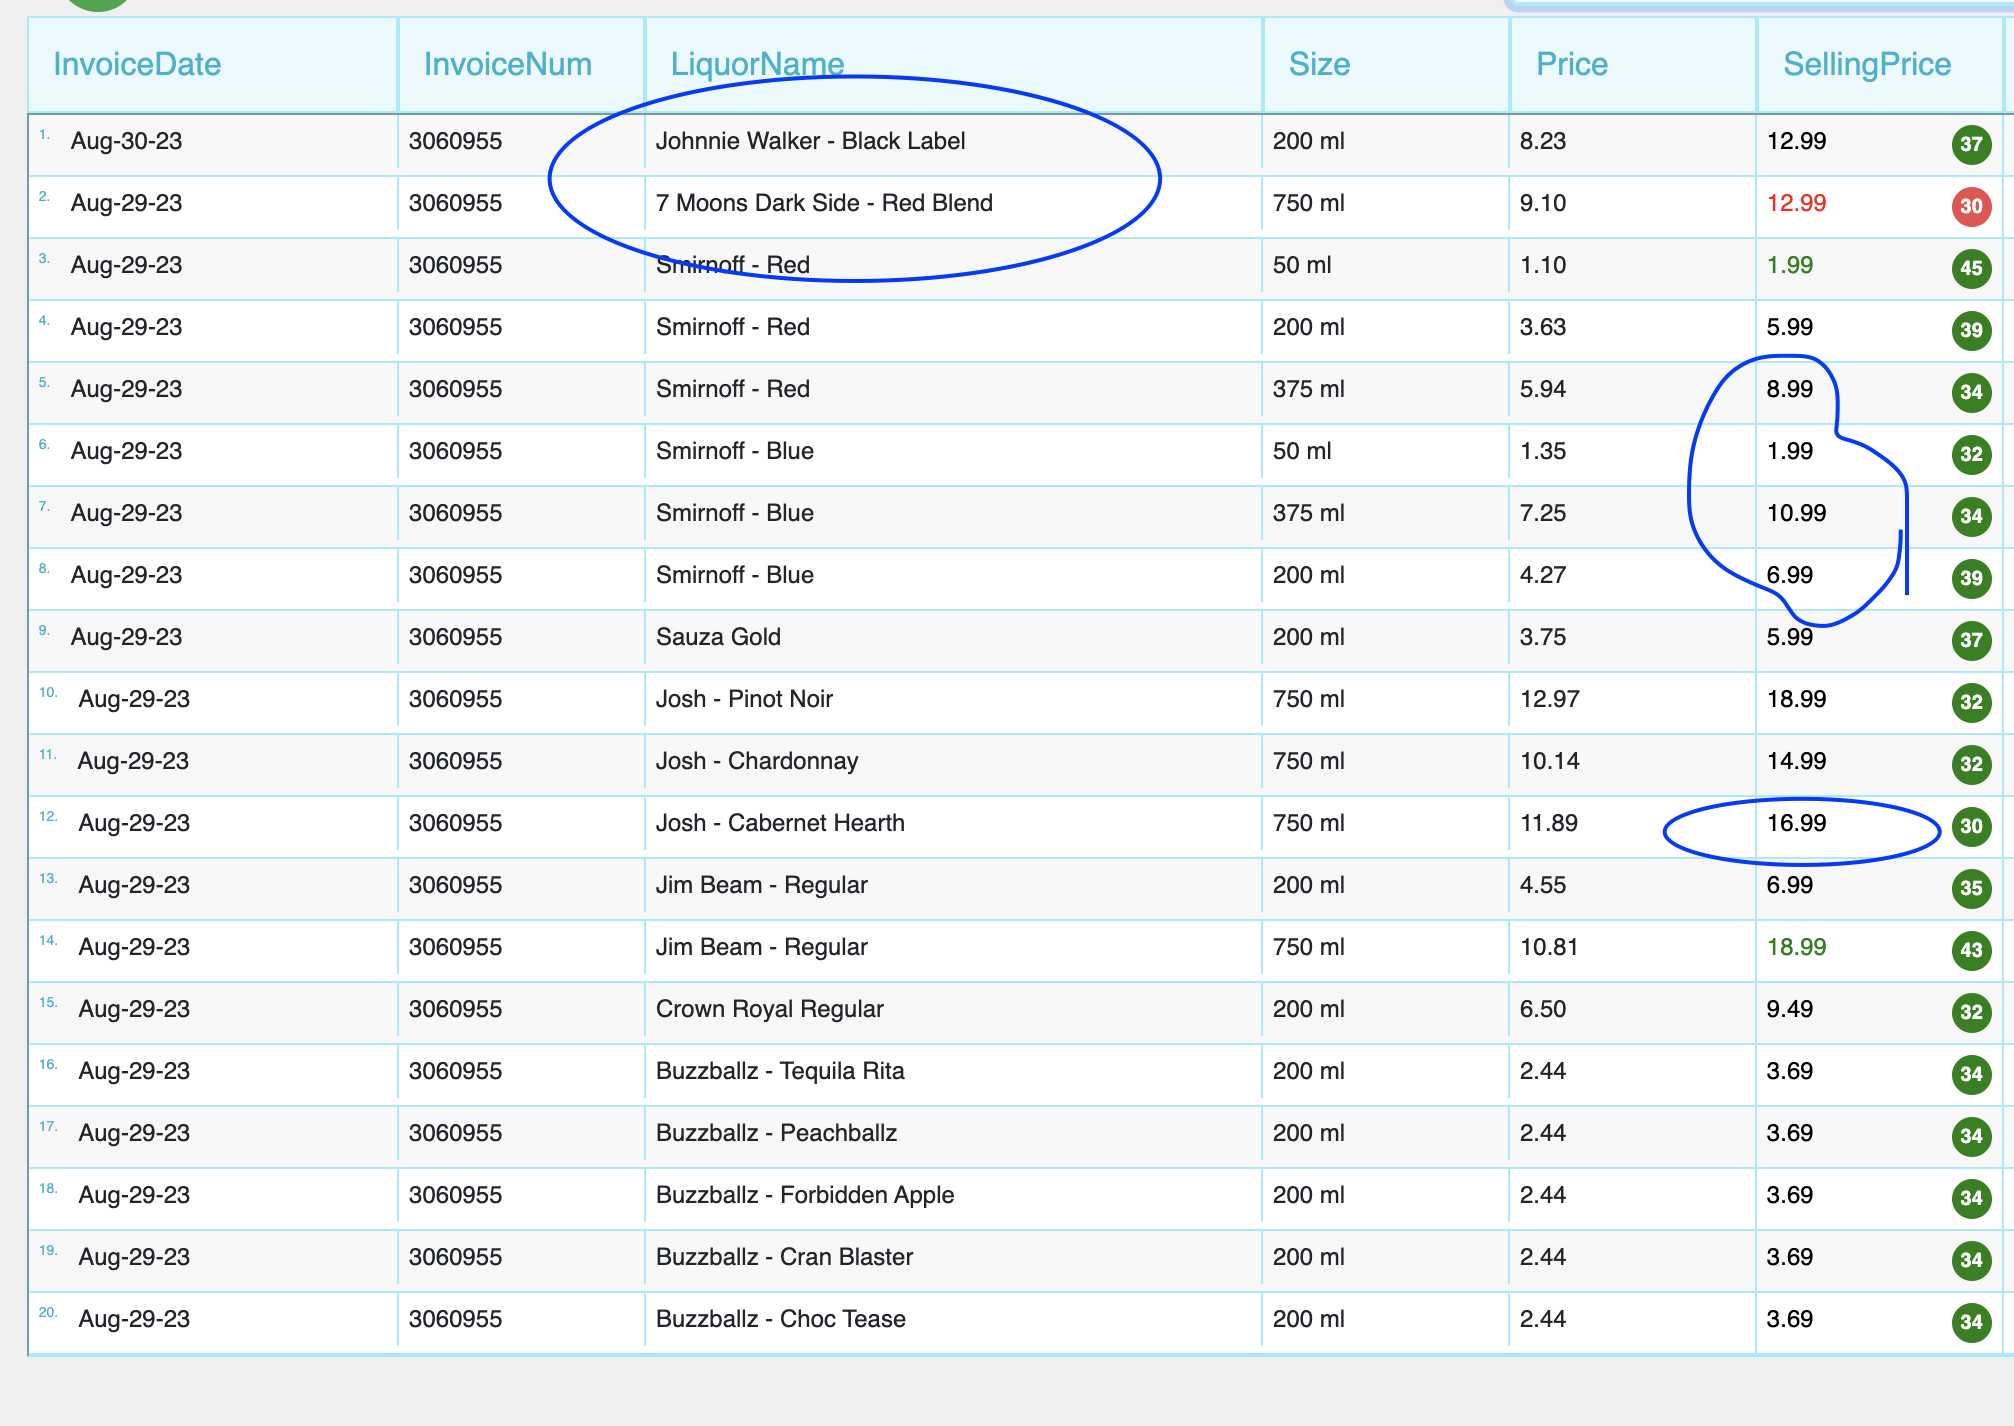 InvoiceDate InvoiceNum LiquorName Size Price SellingPrice
1. Aug-30-23 3060955 Johnnie Walker - Black Label 200 ml 8.23 12.99 37
2. Aug-29-23 3060955 7 Moons Dark Side - Red Blend 750 ml 9.10 12.99 30
3. Aug-29-23 3060955 Smirnoff - Red 50 ml 1.10 1.99 45
4. Aug-29-23 3060955 Smirnoff - Red 200 ml 3.63 5.99 39
5. Aug-29-23 3060955 Smirnoff - Red 375 ml 5.94 8.99 34
6. Aug-29-23 3060955 Smirnoff - Blue 50 ml 1.35 1.99 32
7. Aug-29-23 3060955 Smirnoff - Blue 375 ml 7.25 10.99 34
8. Aug-29-23 3060955 Smirnoff - Blue 200 ml 4.27 6.99 39
9. Aug-29-23 3060955 Sauza Gold 200 ml 3.75 5.99 37
10. Aug-29-23 3060955 Josh - Pinot Noir 750 ml 12.97 18.99 32
11. Aug-29-23 3060955 Josh - Chardonnay 750 ml 10.14 14.99 32
12. Aug-29-23 3060955 Josh - Cabernet Hearth 750 ml 11.89 16.99 30
13. Aug-29-23 3060955 Jim Beam - Regular 200 ml 4.55 6.99 35
14. Aug-29-23 3060955 Jim Beam - Regular 750 ml 10.81 18.99 43
15. Aug-29-23 3060955 Crown Royal Regular 200 ml 6.50 9.49 32
16. Aug-29-23 3060955 Buzzballz - Tequila Rita 200 ml 2.44 3.69 34
17. Aug-29-23 3060955 Buzzballz - Peachballz 200 ml 2.44 3.69 34
18. Aug-29-23 3060955 Buzzballz - Forbidden Apple 200 ml 2.44 3.69 34
19. Aug-29-23 3060955 Buzzballz - Cran Blaster 200 ml 2.44 3.69 34
20. Aug-29-23 3060955 Buzzballz - Choc Tease 200 ml 2.44 3.69 34